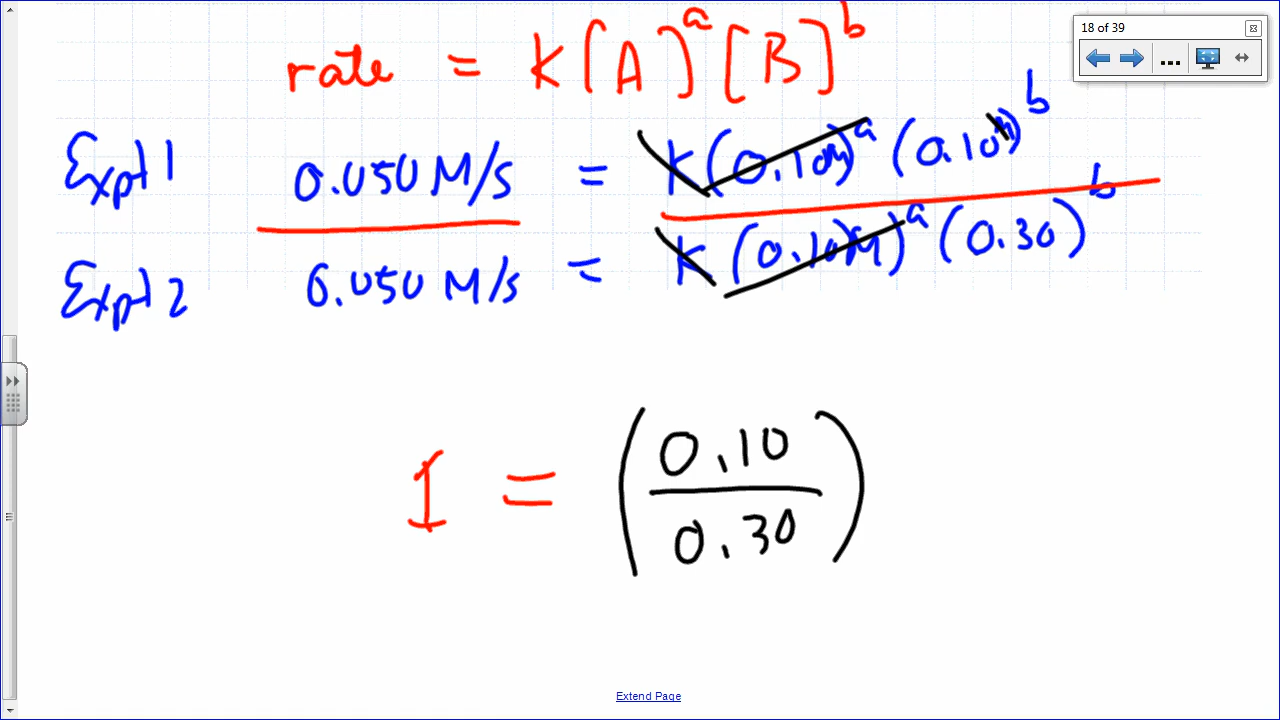 18 of 39
rate = K[A]^a [B]^b
Expt 1 0.050 M/s = K(0.10M)^a (0.10M)^b
Expt 2 0.050 M/s = K(0.10M)^a (0.30)^b
1 = (0.10/0.30)
Extend Page